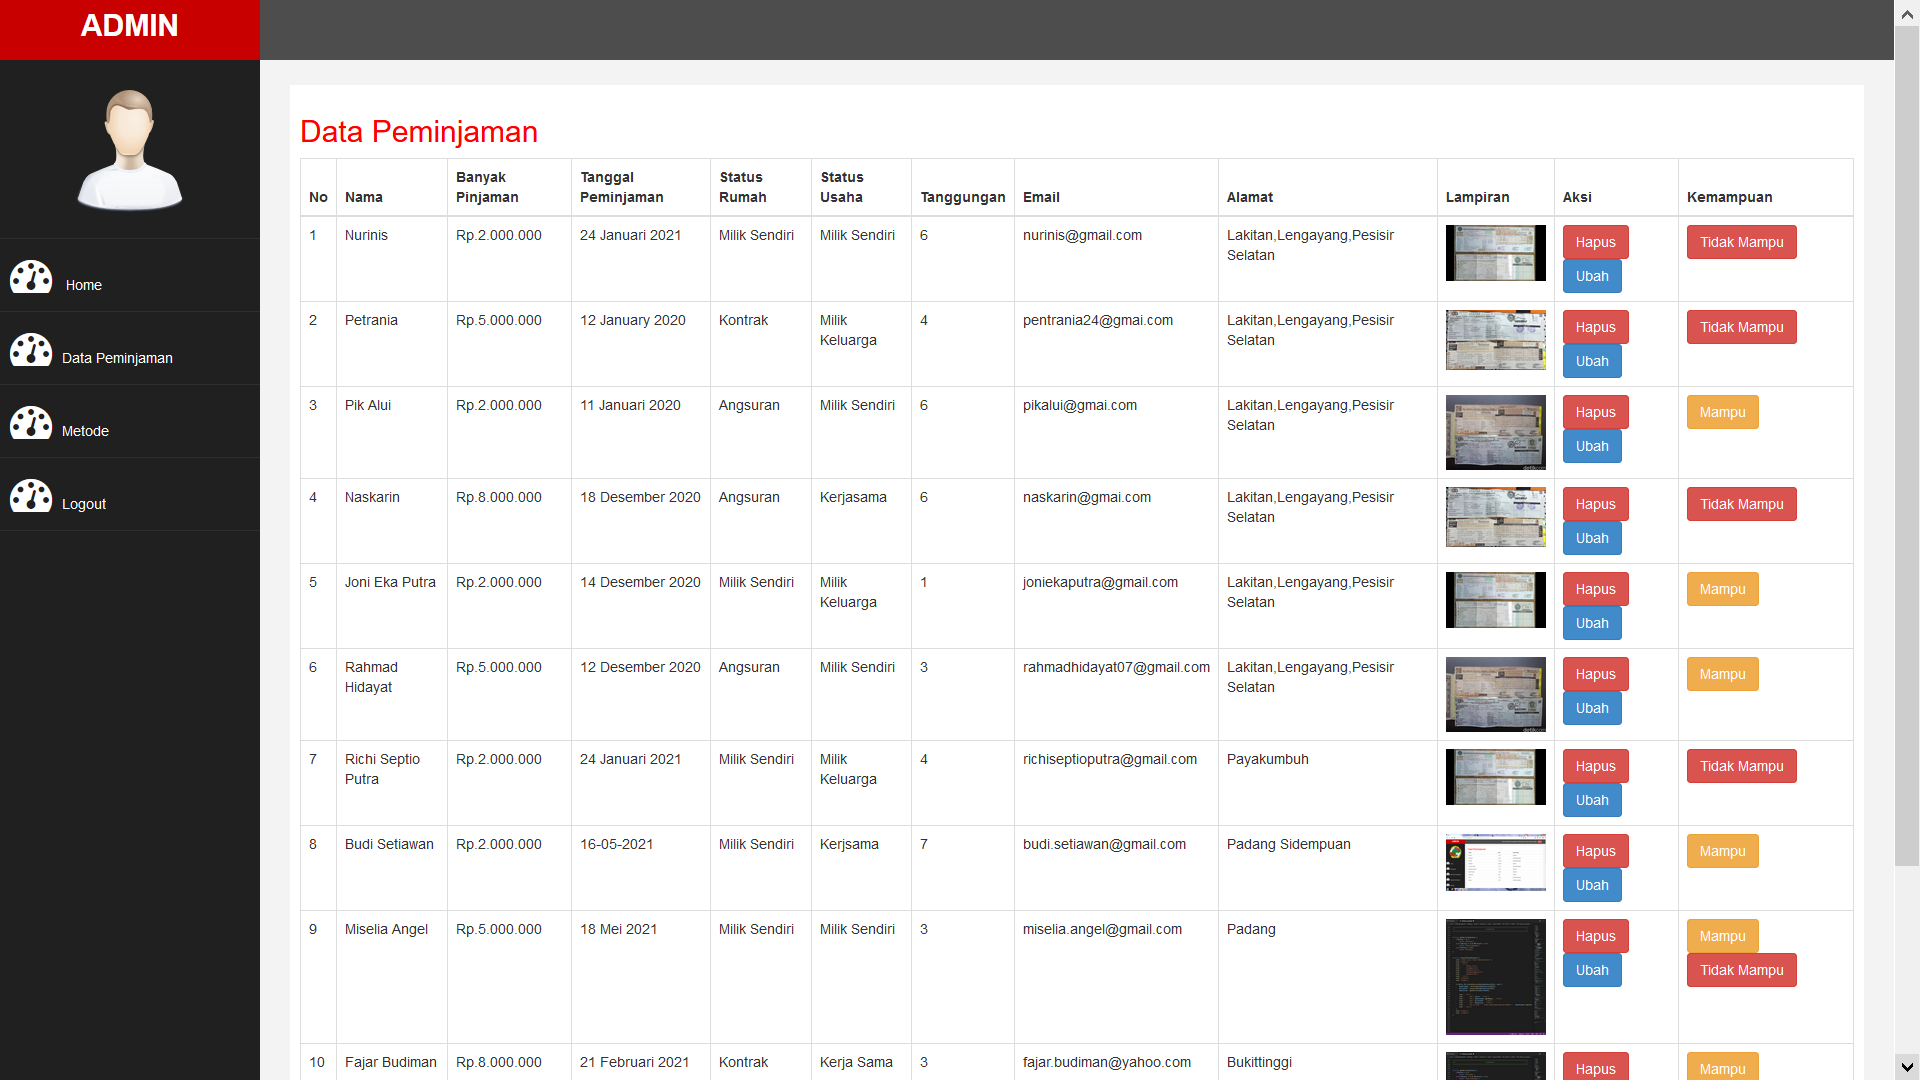 ADMIN
Home
Data Peminjaman
Metode
Logout
Data Peminjaman
No Nama Banyak Pinjaman Tanggal Peminjaman Status Rumah Status Usaha Tanggungan Email Alamat Lampiran Aksi Kemampuan
1 Nurinis Rp.2.000.000 24 Januari 2021 Milik Sendiri Milik Sendiri 6 nurinis@gmail.com Lakitan,Lengayang,Pesisir Selatan Hapus Ubah Tidak Mampu
2 Petrania Rp.5.000.000 12 January 2020 Kontrak Milik Keluarga 4 pentrania24@gmai.com Lakitan,Lengayang,Pesisir Selatan Hapus Ubah Tidak Mampu
3 Pik Alui Rp.2.000.000 11 Januari 2020 Angsuran Milik Sendiri 6 pikalui@gmai.com Lakitan,Lengayang,Pesisir Selatan Hapus Ubah Mampu
4 Naskarin Rp.8.000.000 18 Desember 2020 Angsuran Kerjasama 6 naskarin@gmai.com Lakitan,Lengayang,Pesisir Selatan Hapus Ubah Tidak Mampu
5 Joni Eka Putra Rp.2.000.000 14 Desember 2020 Milik Sendiri Milik Keluarga 1 joniekaputra@gmail.com Lakitan,Lengayang,Pesisir Selatan Hapus Ubah Mampu
6 Rahmad Hidayat Rp.5.000.000 12 Desember 2020 Angsuran Milik Sendiri 3 rahmadhidayat07@gmail.com Lakitan,Lengayang,Pesisir Selatan Hapus Ubah Mampu
7 Richi Septio Putra Rp.2.000.000 24 Januari 2021 Milik Sendiri Milik Keluarga 4 richiseptioputra@gmail.com Payakumbuh Hapus Ubah Tidak Mampu
8 Budi Setiawan Rp.2.000.000 16-05-2021 Milik Sendiri Kerjsama 7 budi.setiawan@gmail.com Padang Sidempuan Hapus Ubah Mampu
9 Miselia Angel Rp.5.000.000 18 Mei 2021 Milik Sendiri Milik Sendiri 3 miselia.angel@gmail.com Padang Hapus Ubah Mampu Tidak Mampu
10 Fajar Budiman Rp.8.000.000 21 Februari 2021 Kontrak Kerja Sama 3 fajar.budiman@yahoo.com Bukittinggi Hapus Mampu